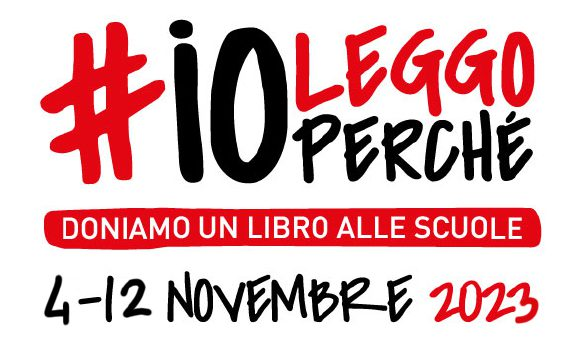 #iO LEGGO
PERCHÉ
DONIAMO UN LIBRO ALLE SCUOLE
4-12 NOVEMBRE 2023